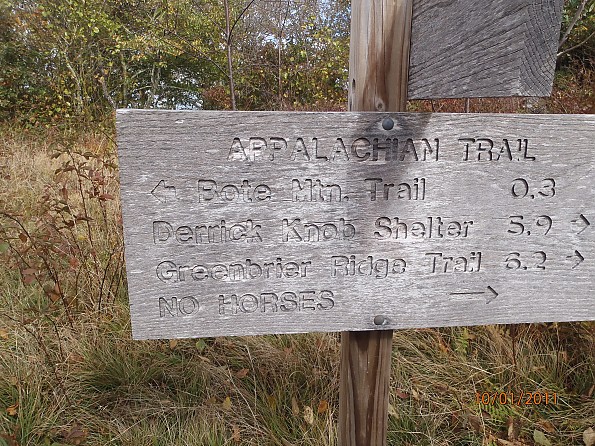 APPALACHIAN TRAIL
← Bote Mtn. Trail 0.3
Derrick Knob Shelter 5.9 →
Greenbrier Ridge Trail 6.2 →
NO HORSES →
10/01/2011